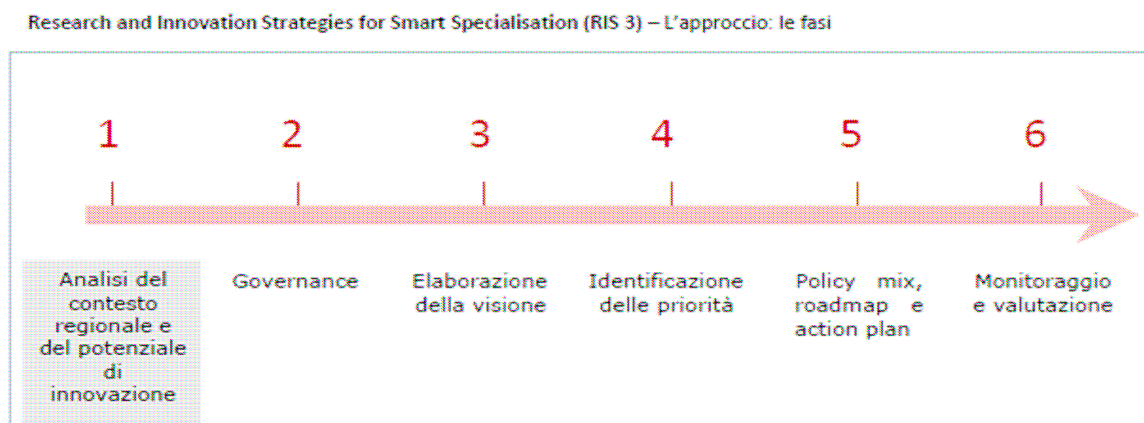 Research and Innovation Strategies for Smart Specialisation (RIS 3) – L'approccio: le fasi
1 2 3 4 5 6
Analisi del
contesto
regionale e
del potenziale
di
innovazione
Governance
Elaborazione
della visione
Identificazione
delle priorità
Policy mix,
roadmap e
action plan
Monitoraggio
e valutazione